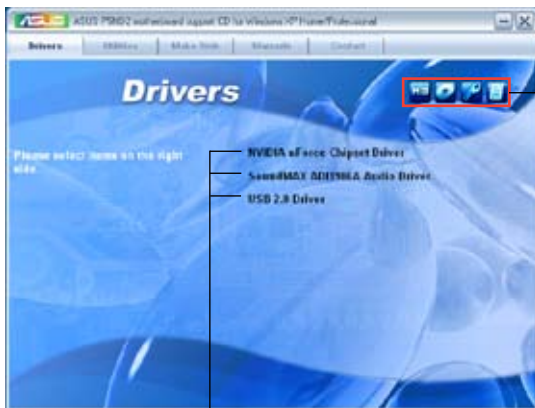 ASUS P5ND2 motherboard support CD for Windows XP Home/Professional
Drivers Utilities Make Disk Manuals Contact
Drivers
Please select items on the right side.
NVIDIA nForce Chipset Driver
SoundMAX ADI1986A Audio Driver
USB 2.0 Driver